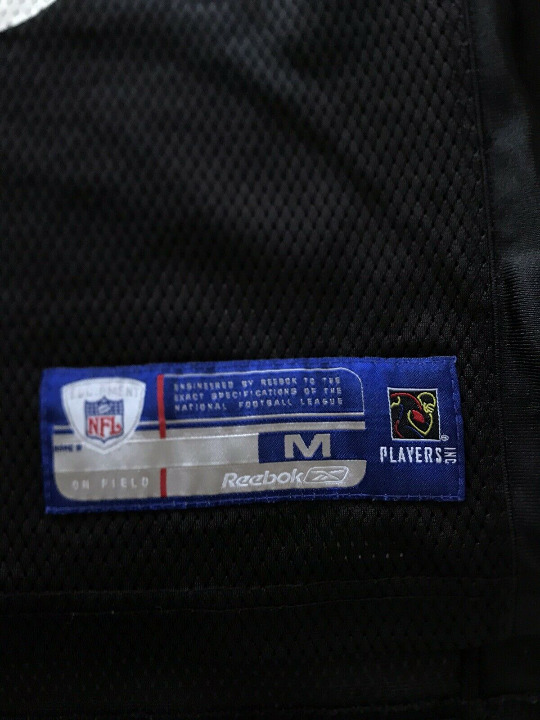 EQUIPMENT
NFL
ENGINEERED BY REEBOK TO THE
EXACT SPECIFICATIONS OF THE
NATIONAL FOOTBALL LEAGUE
M
ON FIELD
Reebok
®
PLAYERS INC